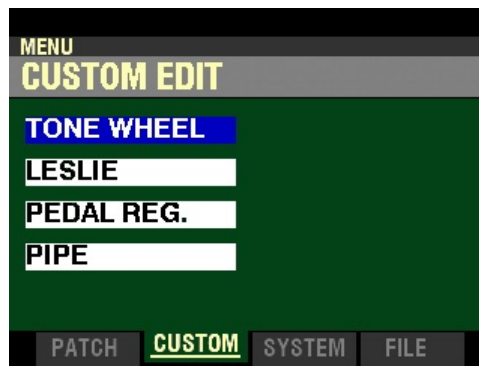 MENU
CUSTOM EDIT
TONE WHEEL
LESLIE
PEDAL REG.
PIPE
PATCH CUSTOM SYSTEM FILE